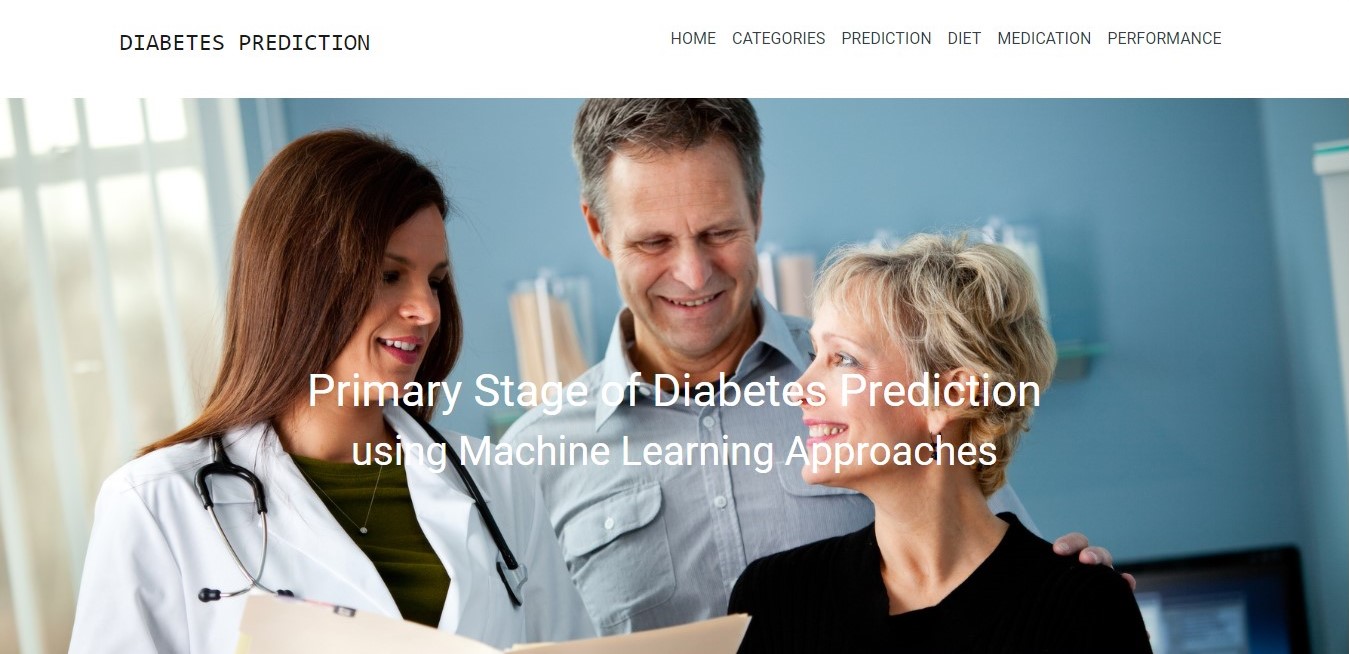 DIABETES PREDICTION
HOME CATEGORIES PREDICTION DIET MEDICATION PERFORMANCE
Primary Stage of Diabetes Prediction
using Machine Learning Approaches